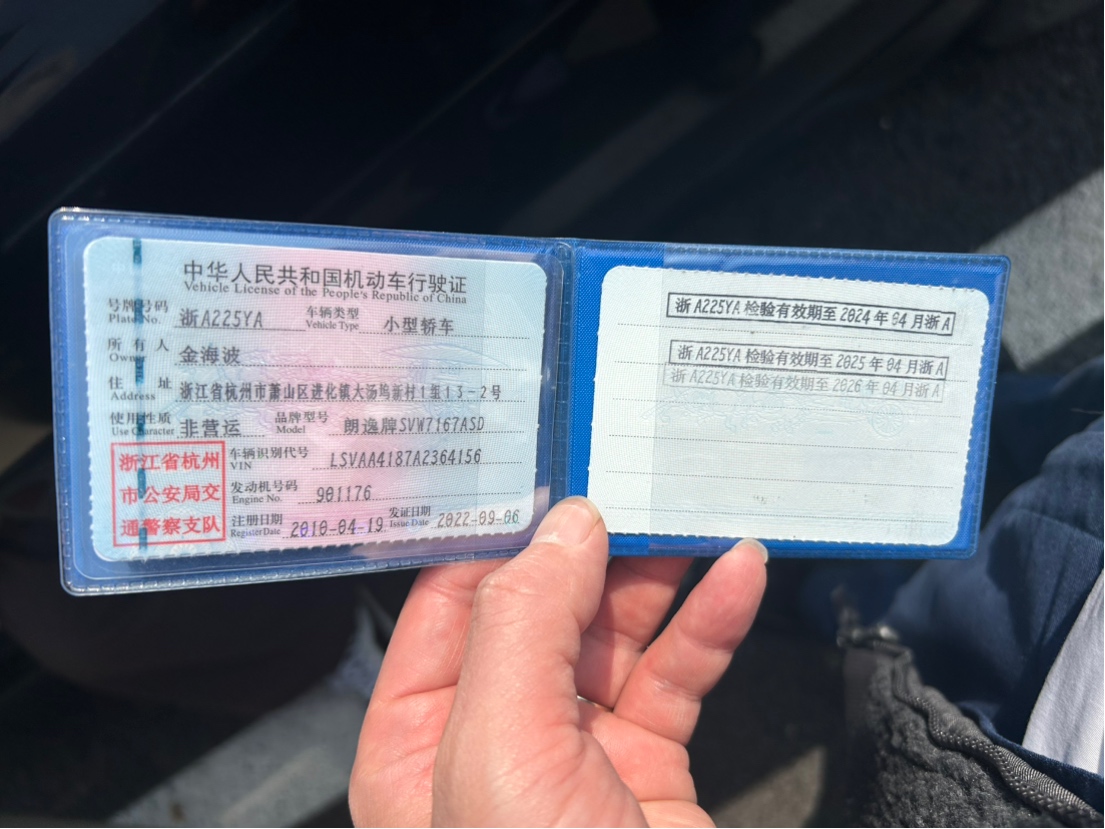 中华人民共和国机动车行驶证
Vehicle License of the People's Republic of China
号牌号码 浙A225YA 车辆类型 小型轿车
Plate No. Vehicle Type
所有人 金海波
Owner
住址 浙江省杭州市萧山区进化镇大汤坞新村1组13-2号
Address
使用性质 非营运 品牌型号 朗逸牌SVW7167ASD
Use Character Model
浙江省杭州
市公安局交
通警察支队
车辆识别代号 LSVAA4187A2364156
VIN
发动机号码 901176
Engine No.
注册日期 2010-04-19 发证日期 2022-09-06
Register Date Issue Date
浙A225YA检验有效期至2024年04月浙A
浙A225YA检验有效期至2025年04月浙A
浙A225YA检验有效期至2026年04月浙A